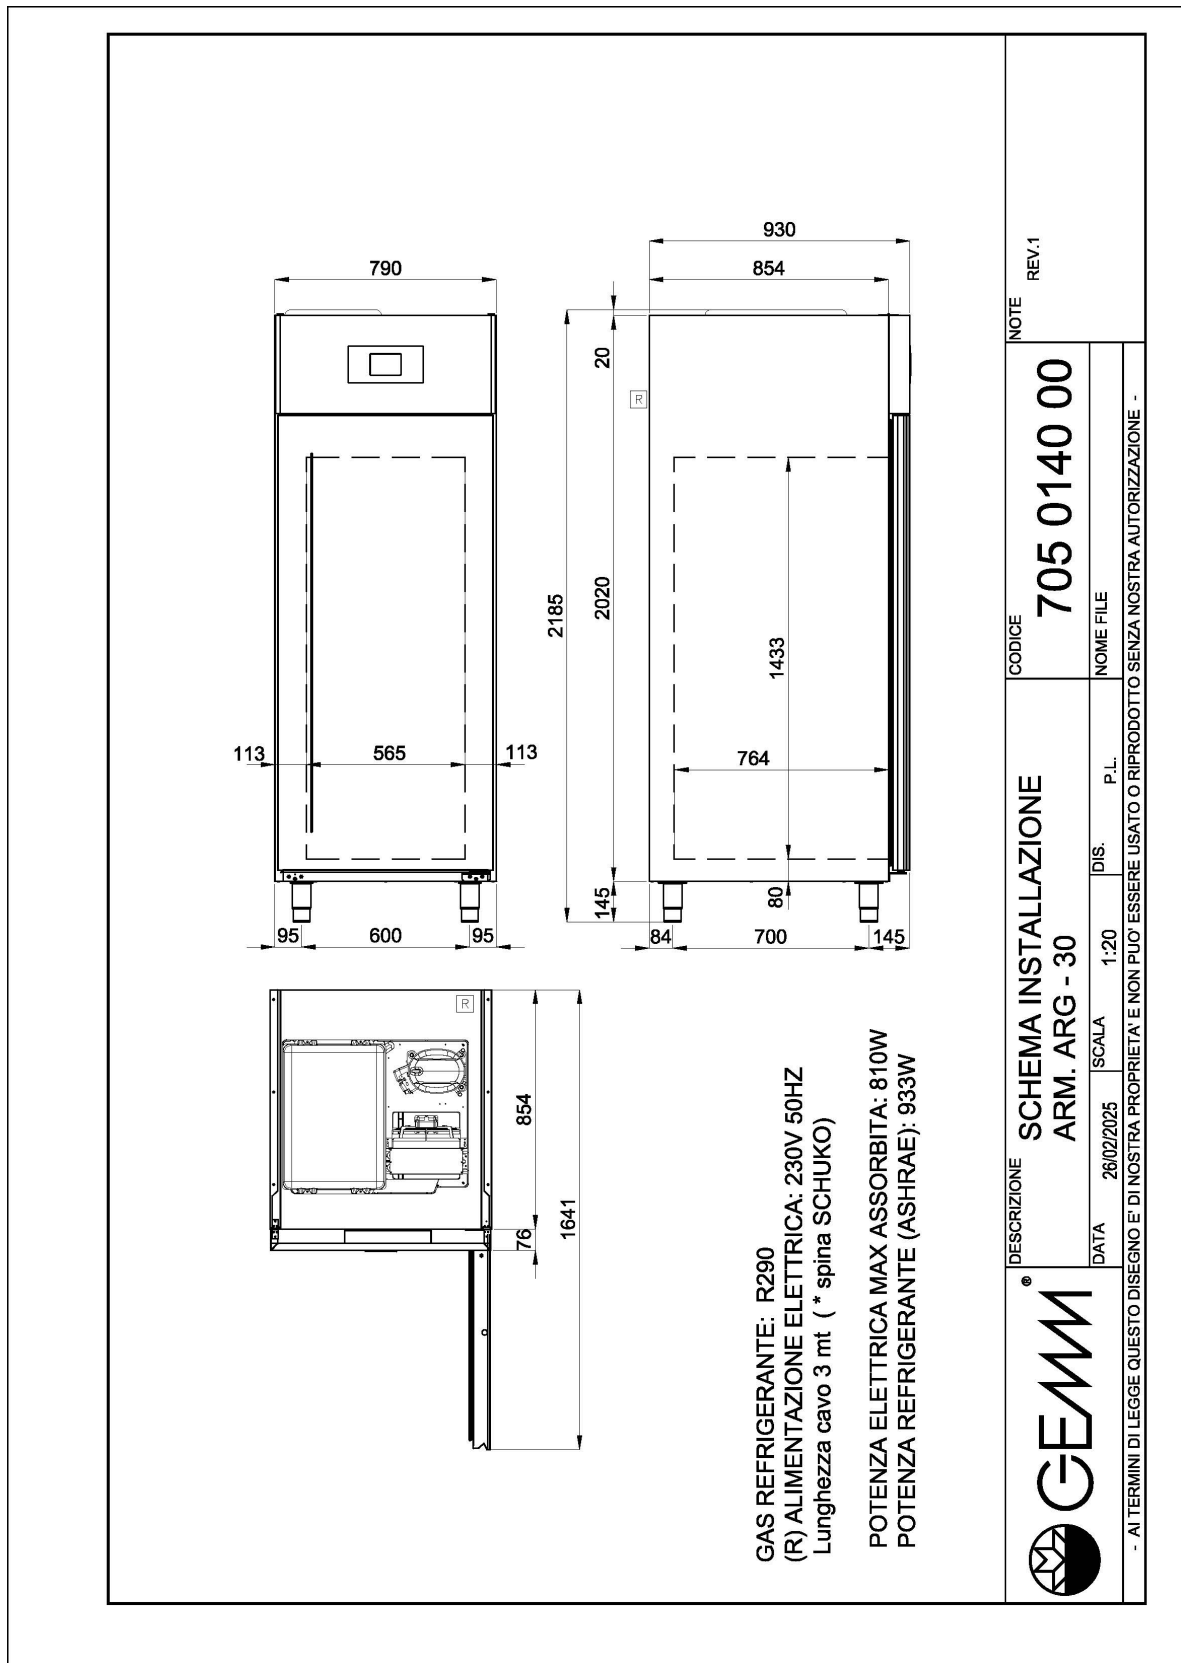 790
930
854
2185
20
2020
145
R
113
565
113
1433
764
80
95
600
95
84
700
145
R
854
76
1641
GAS REFRIGERANTE: R290
(R) ALIMENTAZIONE ELETTRICA: 230V 50HZ
Lunghezza cavo 3 mt ( * spina SCHUKO)
POTENZA ELETTRICA MAX ASSORBITA: 810W
POTENZA REFRIGERANTE (ASHRAE): 933W
GEMM ®
DESCRIZIONE
SCHEMA INSTALLAZIONE
ARM. ARG - 30
CODICE
705 0140 00
NOTE
REV.1
DATA
26/02/2025
SCALA
1:20
DIS.
P.L.
NOME FILE
- AI TERMINI DI LEGGE QUESTO DISEGNO E' DI NOSTRA PROPRIETA' E NON PUO' ESSERE USATO O RIPRODOTTO SENZA NOSTRA AUTORIZZAZIONE -